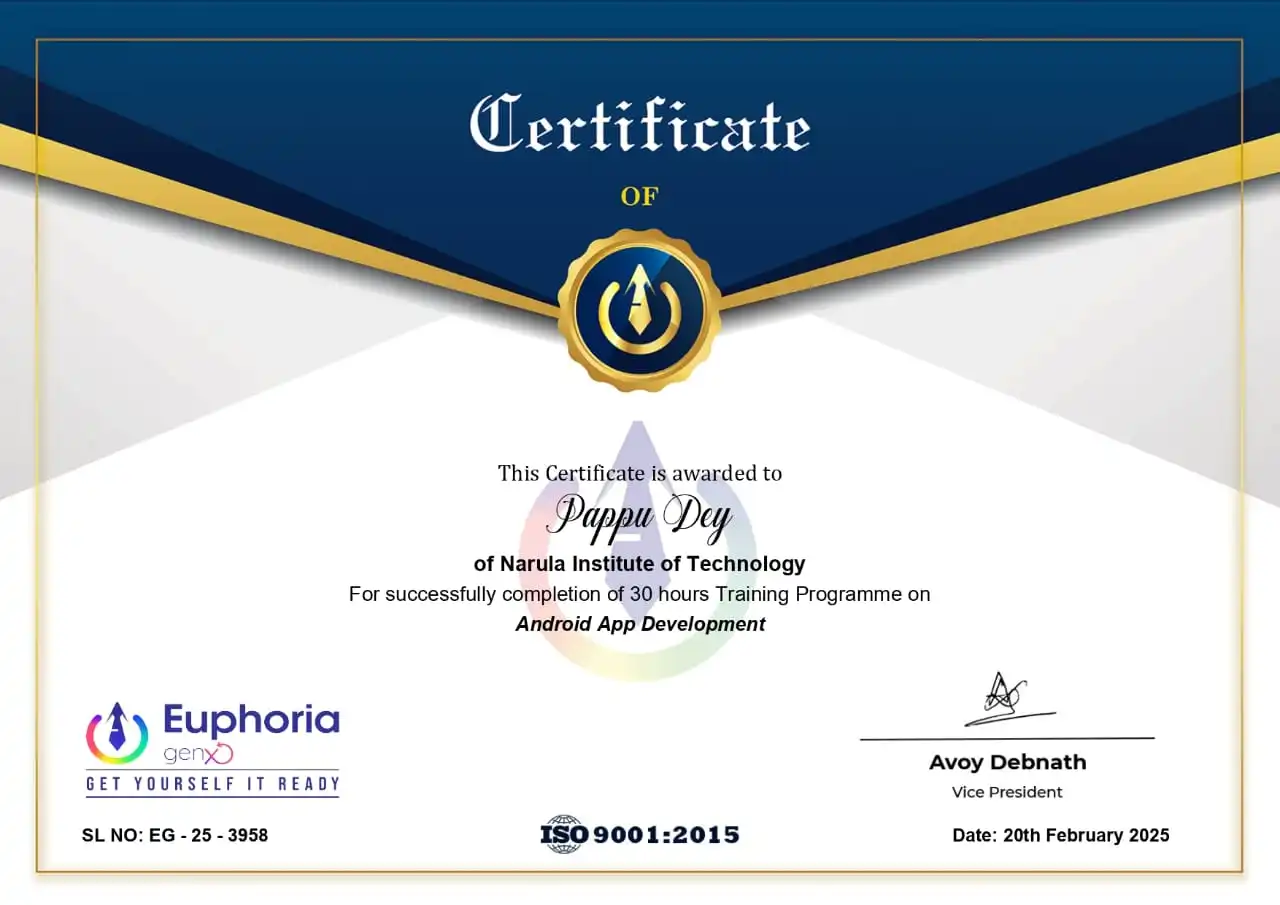 Certificate
OF
This Certificate is awarded to
Pappu Dey
of Narula Institute of Technology
For successfully completion of 30 hours Training Programme on
Android App Development
Euphoria
genx
GET YOURSELF IT READY
Avoy Debnath
Vice President
SL NO: EG - 25 - 3958
ISO 9001:2015
Date: 20th February 2025